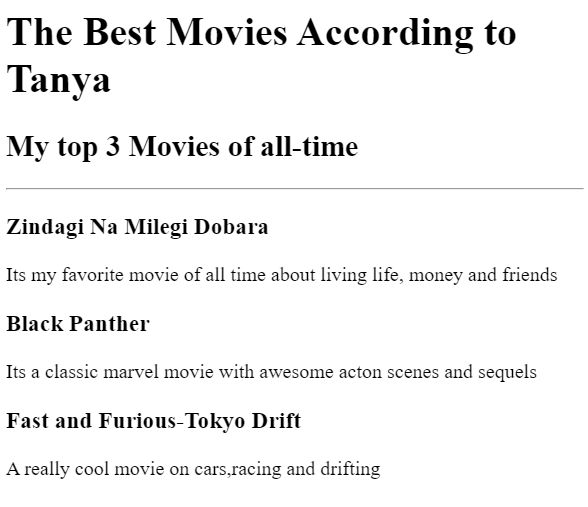 The Best Movies According to
Tanya
My top 3 Movies of all-time
Zindagi Na Milegi Dobara
Its my favorite movie of all time about living life, money and friends
Black Panther
Its a classic marvel movie with awesome acton scenes and sequels
Fast and Furious-Tokyo Drift
A really cool movie on cars,racing and drifting